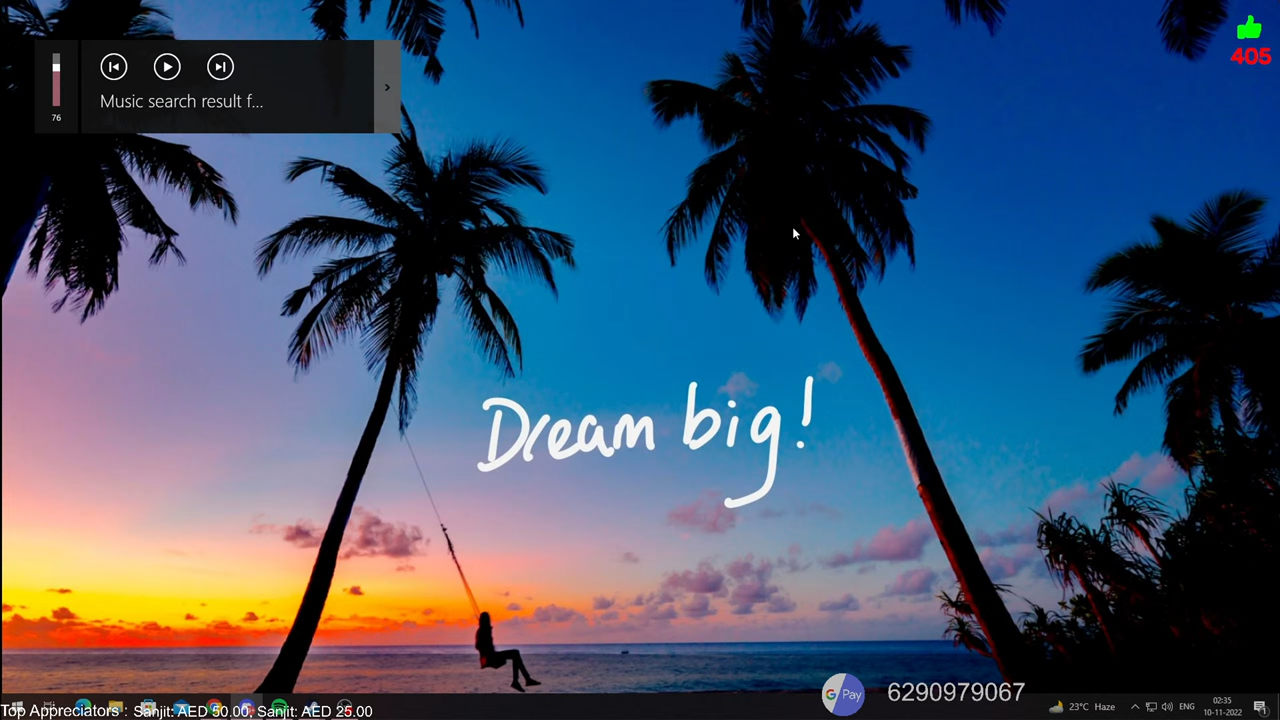 405
Music search result f...
76
Dream big!
G Pay
6290979067
Top Appreciators : Sanjit: AED 50.00, Sanjit: AED 25.00
23°C Haze
ENG
02:35
10-11-2022
1